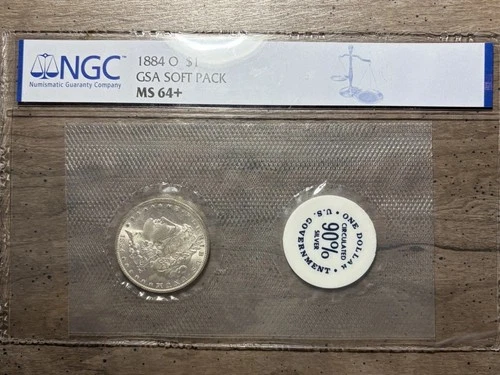 NGC
Numismatic Guaranty Company
1884 O $1
GSA SOFT PACK
MS 64+
ONE DOLLAR • U.S. GOVERNMENT •
CIRCULATED
90%
SILVER